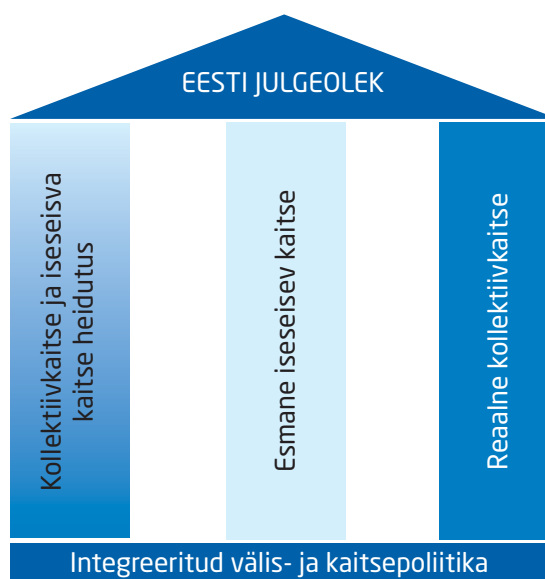 EESTI JULGEOLEK
Kollektiivkaitse ja iseseisva
kaitse heidutus
Esmane iseseisev kaitse
Reaalne kollektiivkaitse
Integreeritud välis- ja kaitsepoliitika